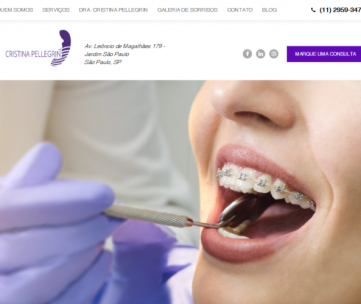 QUEM SOMOS SERVIÇOS DRA. CRISTINA PELLEGRIN GALERIA DE SORRISOS CONTATO BLOG (11) 2959-347
CRISTINA PELLEGRIN
Av. Leôncio de Magalhães 179 -
Jardim São Paulo
São Paulo, SP
MARQUE UMA CONSULTA